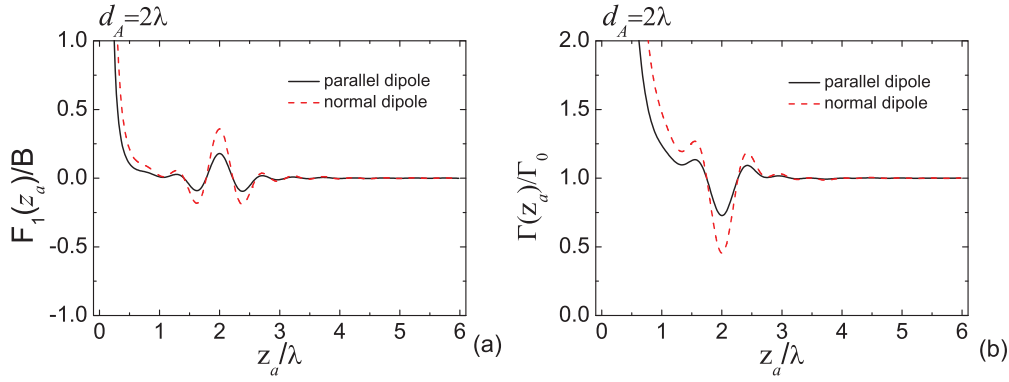 d_A=2λ
1.0
0.5
0.0
-0.5
-1.0
F_1(z_a)/B
parallel dipole
normal dipole
0 1 2 3 4 5 6
z_a/λ
(a)
d_A=2λ
2.0
1.5
1.0
0.5
0.0
Γ(z_a)/Γ_0
parallel dipole
normal dipole
0 1 2 3 4 5 6
z_a/λ
(b)